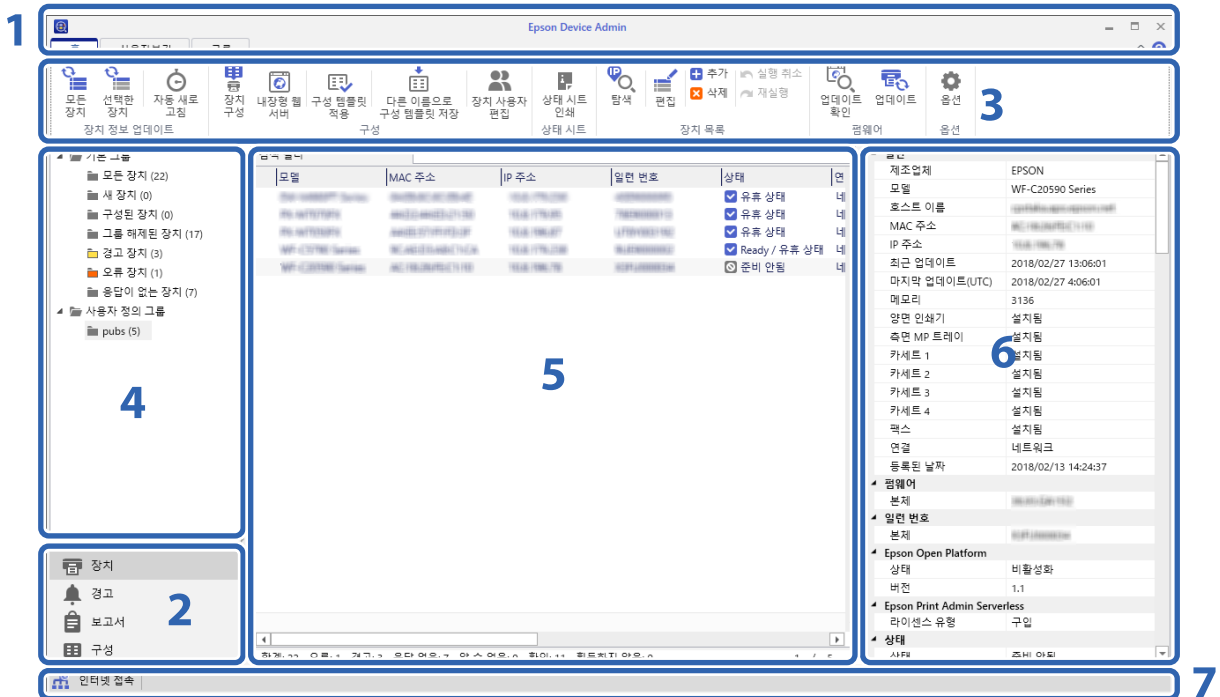 1
Epson Device Admin
모든 장치
선택한 장치
자동 새로 고침
장치 정보 업데이트
장치 구성
내장형 웹 서버
구성 템플릿 적용
다른 이름으로 구성 템플릿 저장
장치 사용자 편집
구성
상태 시트 인쇄
상태 시트
탐색
편집
추가
삭제
실행 취소
재실행
장치 목록
업데이트 확인
업데이트
펌웨어
옵션
옵션
3
기본 그룹
모든 장치 (22)
새 장치 (0)
구성된 장치 (0)
그룹 해제된 장치 (17)
경고 장치 (3)
오류 장치 (1)
응답이 없는 장치 (7)
사용자 정의 그룹
pubs (5)
4
장치
경고
보고서
구성
2
모델 MAC 주소 IP 주소 일련 번호 상태 연
유휴 상태 네
유휴 상태 네
유휴 상태 네
Ready / 유휴 상태 네
준비 안됨 네
5
제조업체 EPSON
모델 WF-C20590 Series
호스트 이름
MAC 주소
IP 주소
최근 업데이트 2018/02/27 13:06:01
마지막 업데이트(UTC) 2018/02/27 4:06:01
메모리 3136
양면 인쇄기 설치됨
측면 MP 트레이 설치됨
카세트 1 설치됨
카세트 2 설치됨
카세트 3 설치됨
카세트 4 설치됨
팩스 설치됨
연결 네트워크
등록된 날짜 2018/02/13 14:24:37
펌웨어
본체
일련 번호
본체
Epson Open Platform
상태 비활성화
버전 1.1
Epson Print Admin Serverless
라이센스 유형 구입
상태
상태 준비 안됨
6
인터넷 접속
7